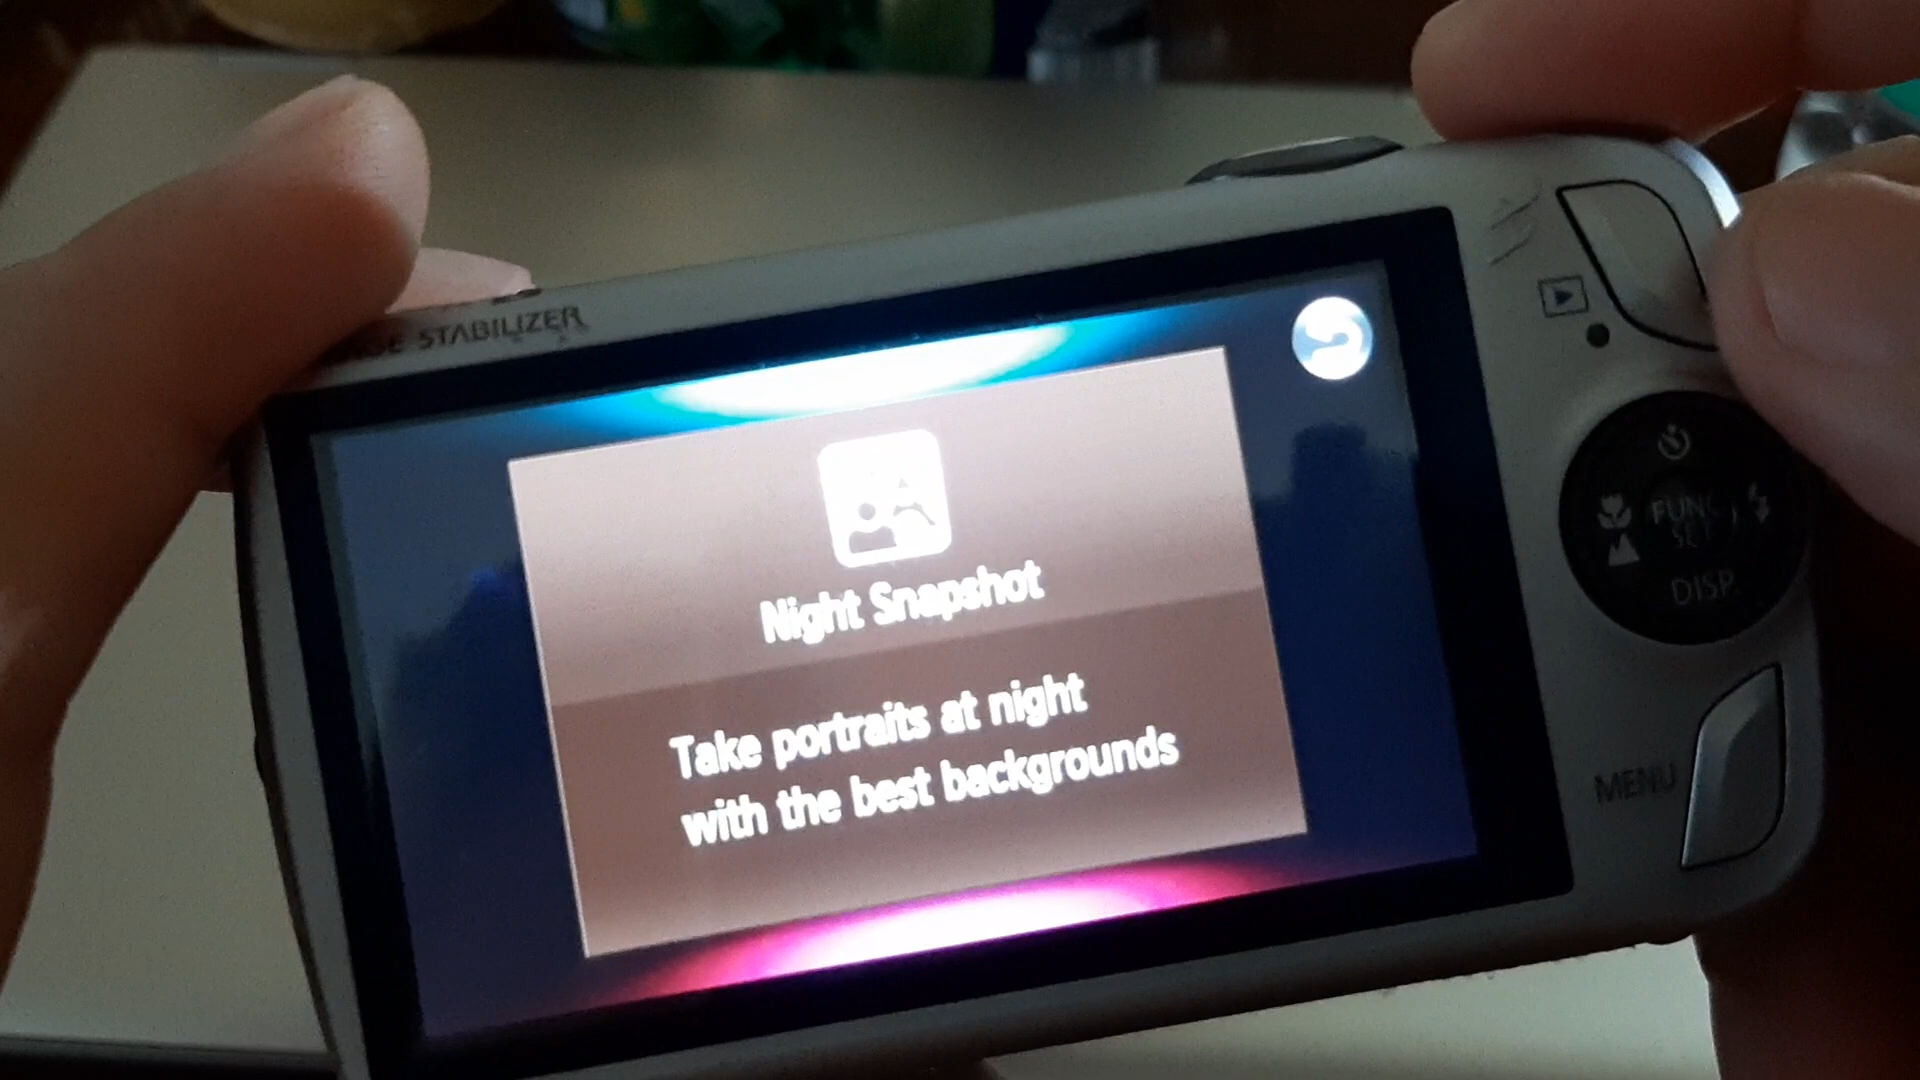 STABILIZER
Night Snapshot
Take portraits at night
with the best backgrounds
FUNC
SET
DISP.
MENU